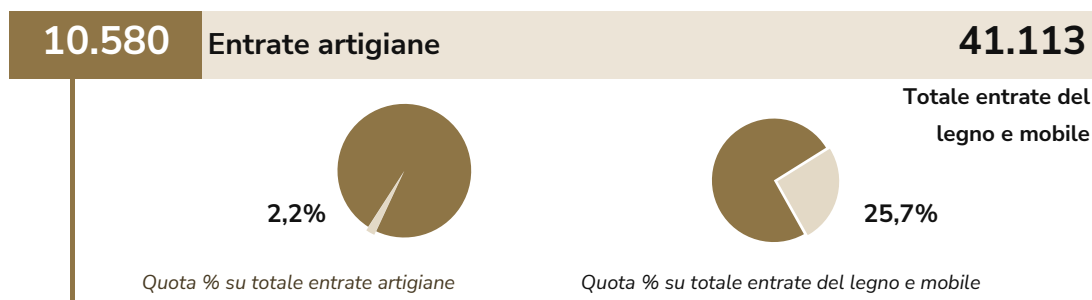 10.580 Entrate artigiane 41.113
Totale entrate del
legno e mobile
2,2%
25,7%
Quota % su totale entrate artigiane
Quota % su totale entrate del legno e mobile